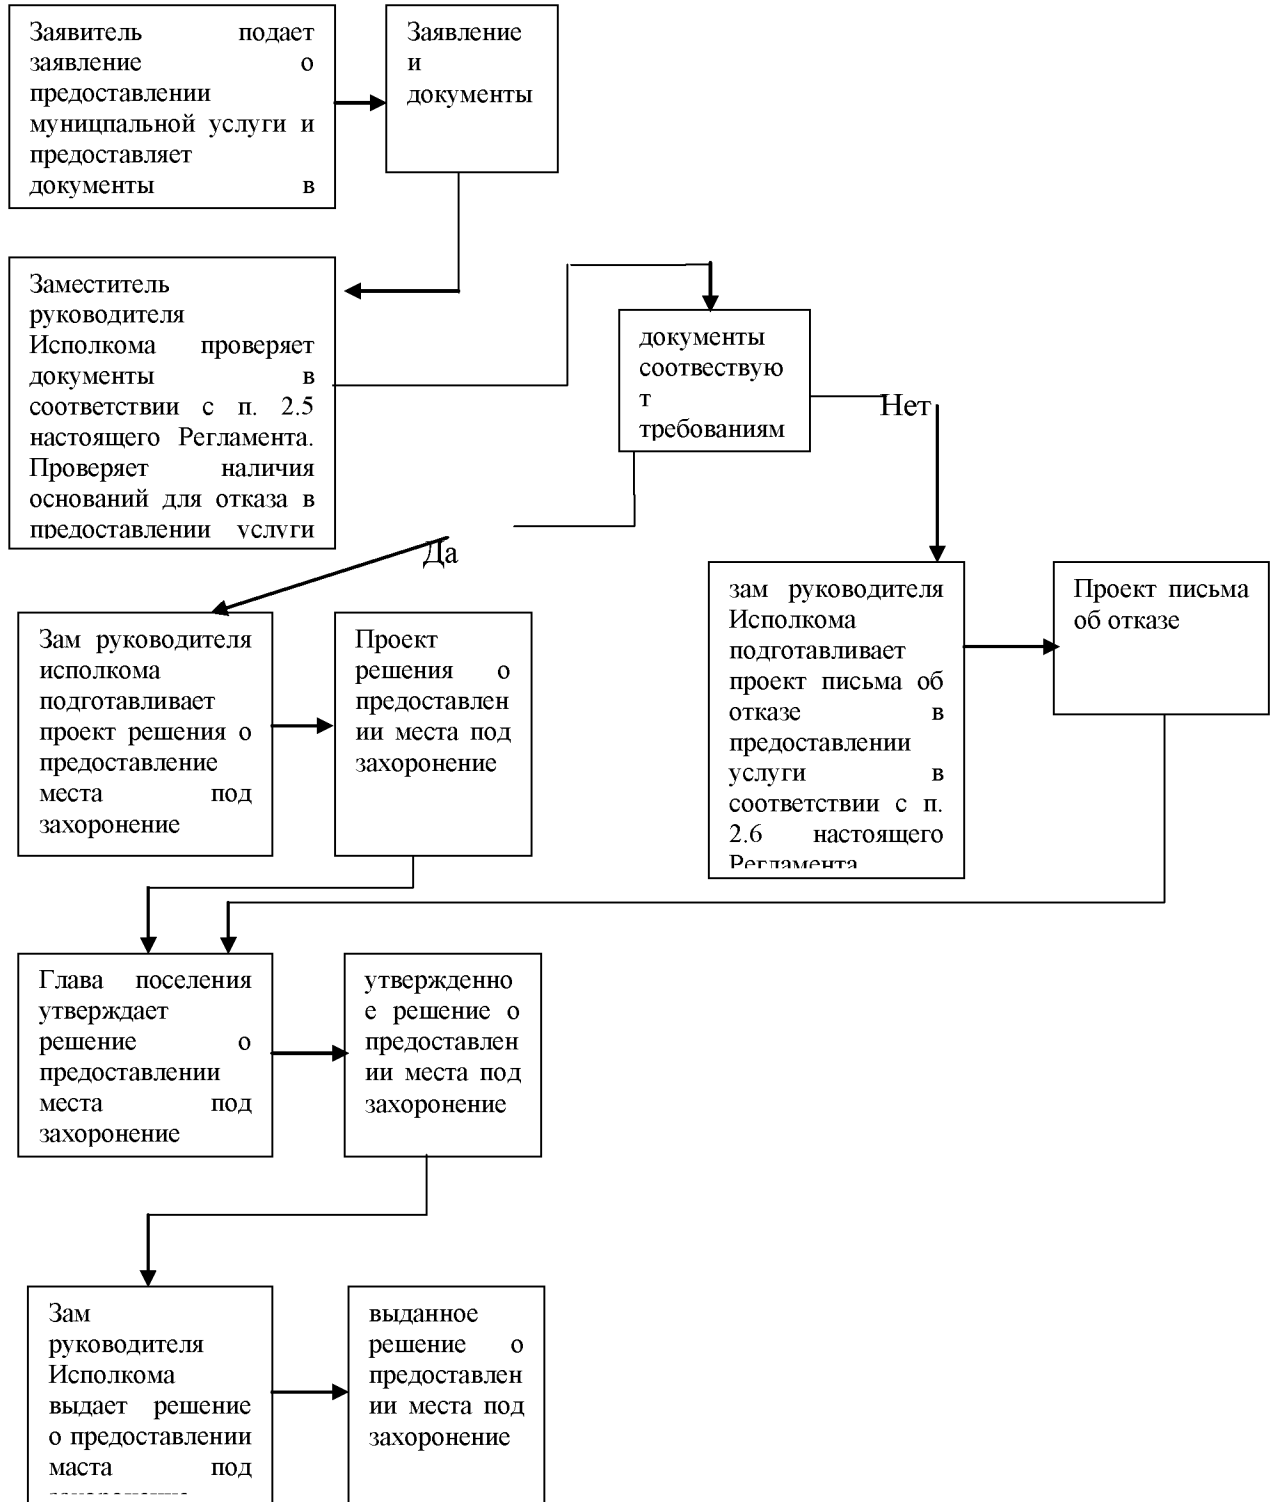 Заявитель подает
заявление о
предоставлении
муницпальной услуги и
предоставляет
документы в
Заявление
и
документы
Заместитель
руководителя
Исполкома проверяет
документы в
соответствии с п. 2.5
настоящего Регламента.
Проверяет наличия
оснований для отказа в
предоставлении услуги
документы
соотвествую
т
требованиям
Нет
Да
Зам руководителя
исполкома
подготавливает
проект решения о
предоставление
места под
захоронение
Проект
решения о
предоставлен
ии места под
захоронение
зам руководителя
Исполкома
подготавливает
проект письма об
отказе в
предоставлении
услуги в
соответствии с п.
2.6 настоящего
Регламента
Проект письма
об отказе
Глава поселения
утверждает
решение о
предоставлении
места под
захоронение
утвержденно
е решение о
предоставлен
ии места под
захоронение
Зам
руководителя
Исполкома
выдает решение
о предоставлении
маста под
выданное
решение о
предоставлен
ии места под
захоронение